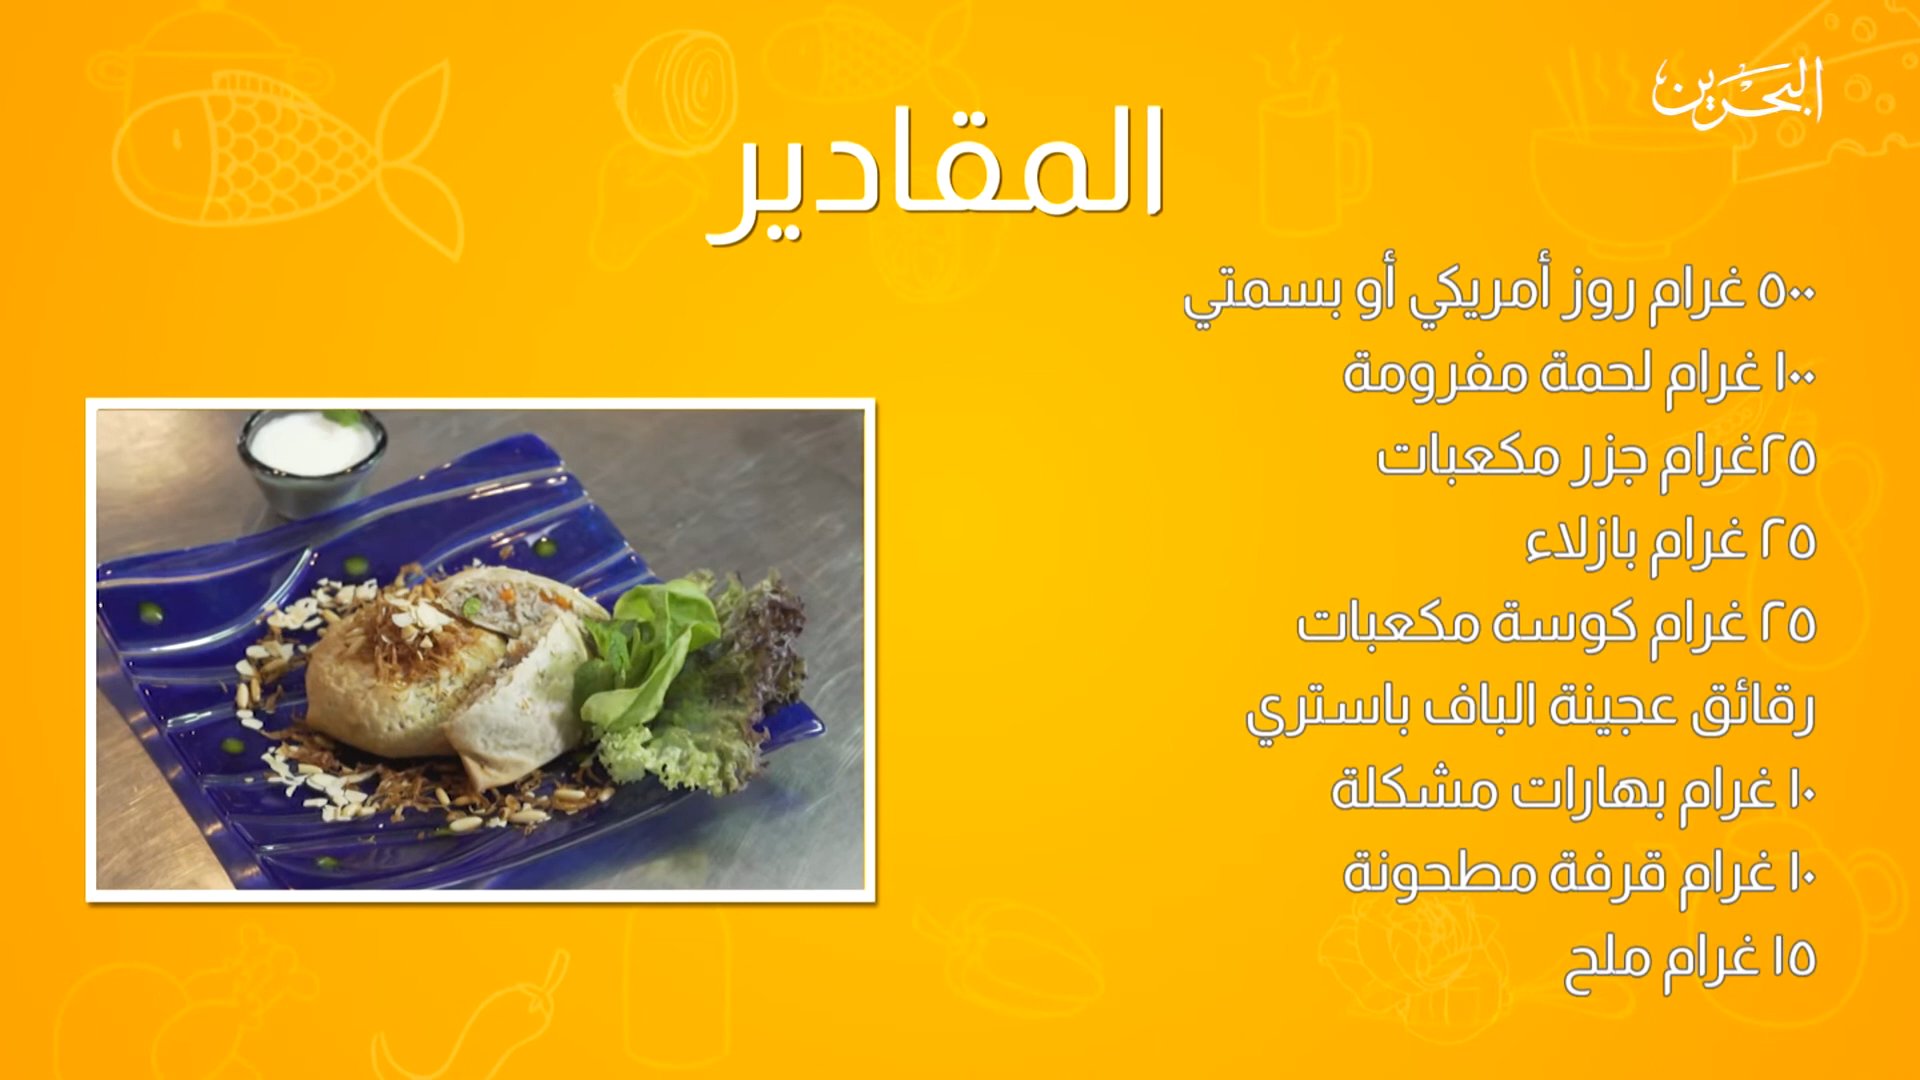 البحرين
المقادير
٥٠٠ غرام روز أمريكي أو بسمتي
١٠٠ غرام لحمة مفرومة
٢٥غرام جزر مكعبات
٢٥ غرام بازلاء
٢٥ غرام كوسة مكعبات
رقائق عجينة الباف باستري
١٠ غرام بهارات مشكلة
١٠ غرام قرفة مطحونة
١٥ غرام ملح